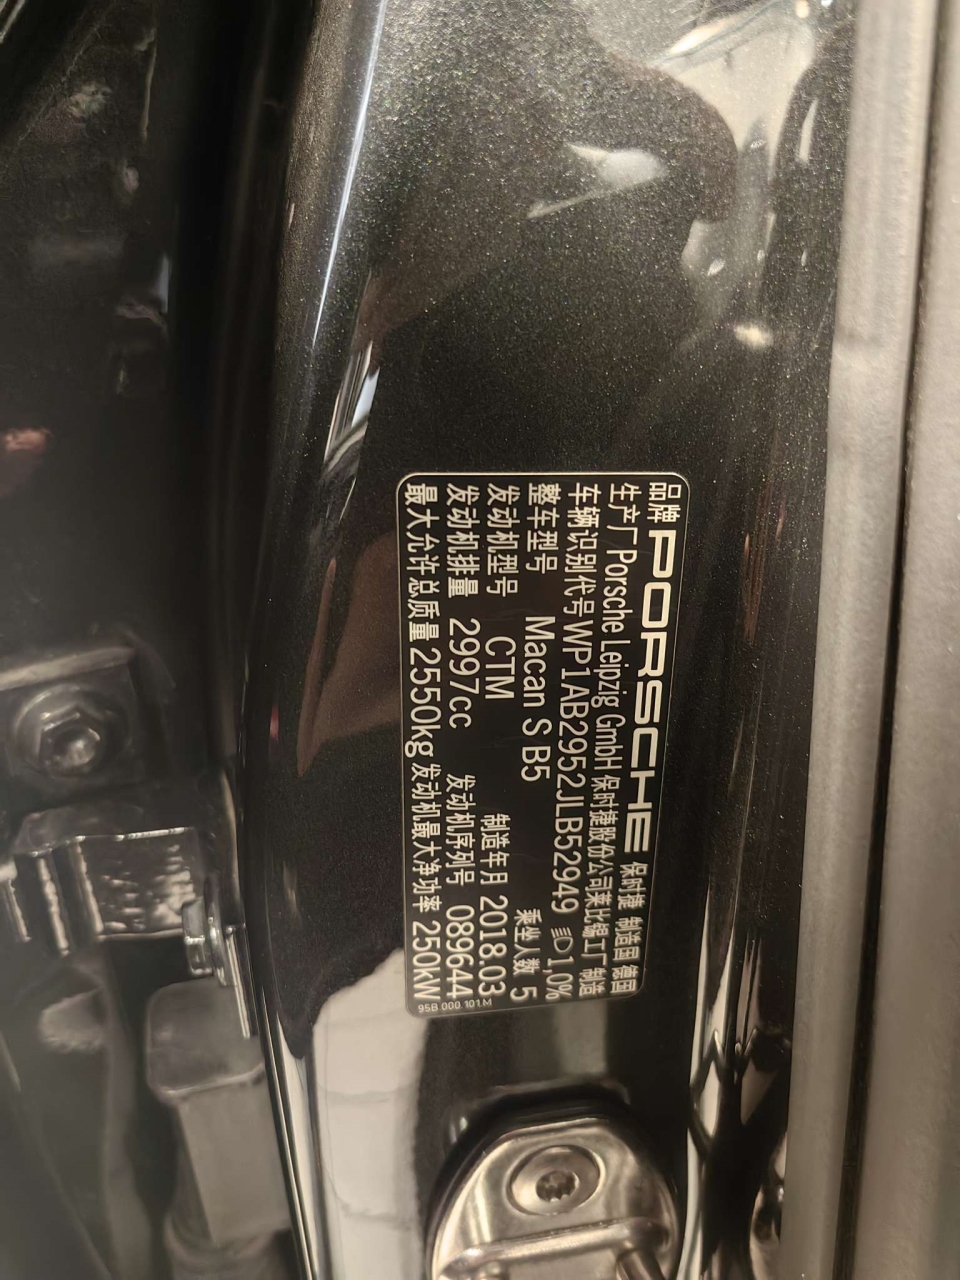 品牌 PORSCHE 保时捷 制造国 德国
生产厂 Porsche Leipzig GmbH 保时捷股份公司莱比锡工厂 制造
车辆识别代号 WP1AB2952JLB52949 1,0%
整车型号 Macan S B5 乘坐人数 5
发动机型号 CTM 制造年月 2018.03
发动机排量 2997cc 发动机序列号 089644
最大允许总质量 2550kg 发动机最大净功率 250kW
95B 000 101 M